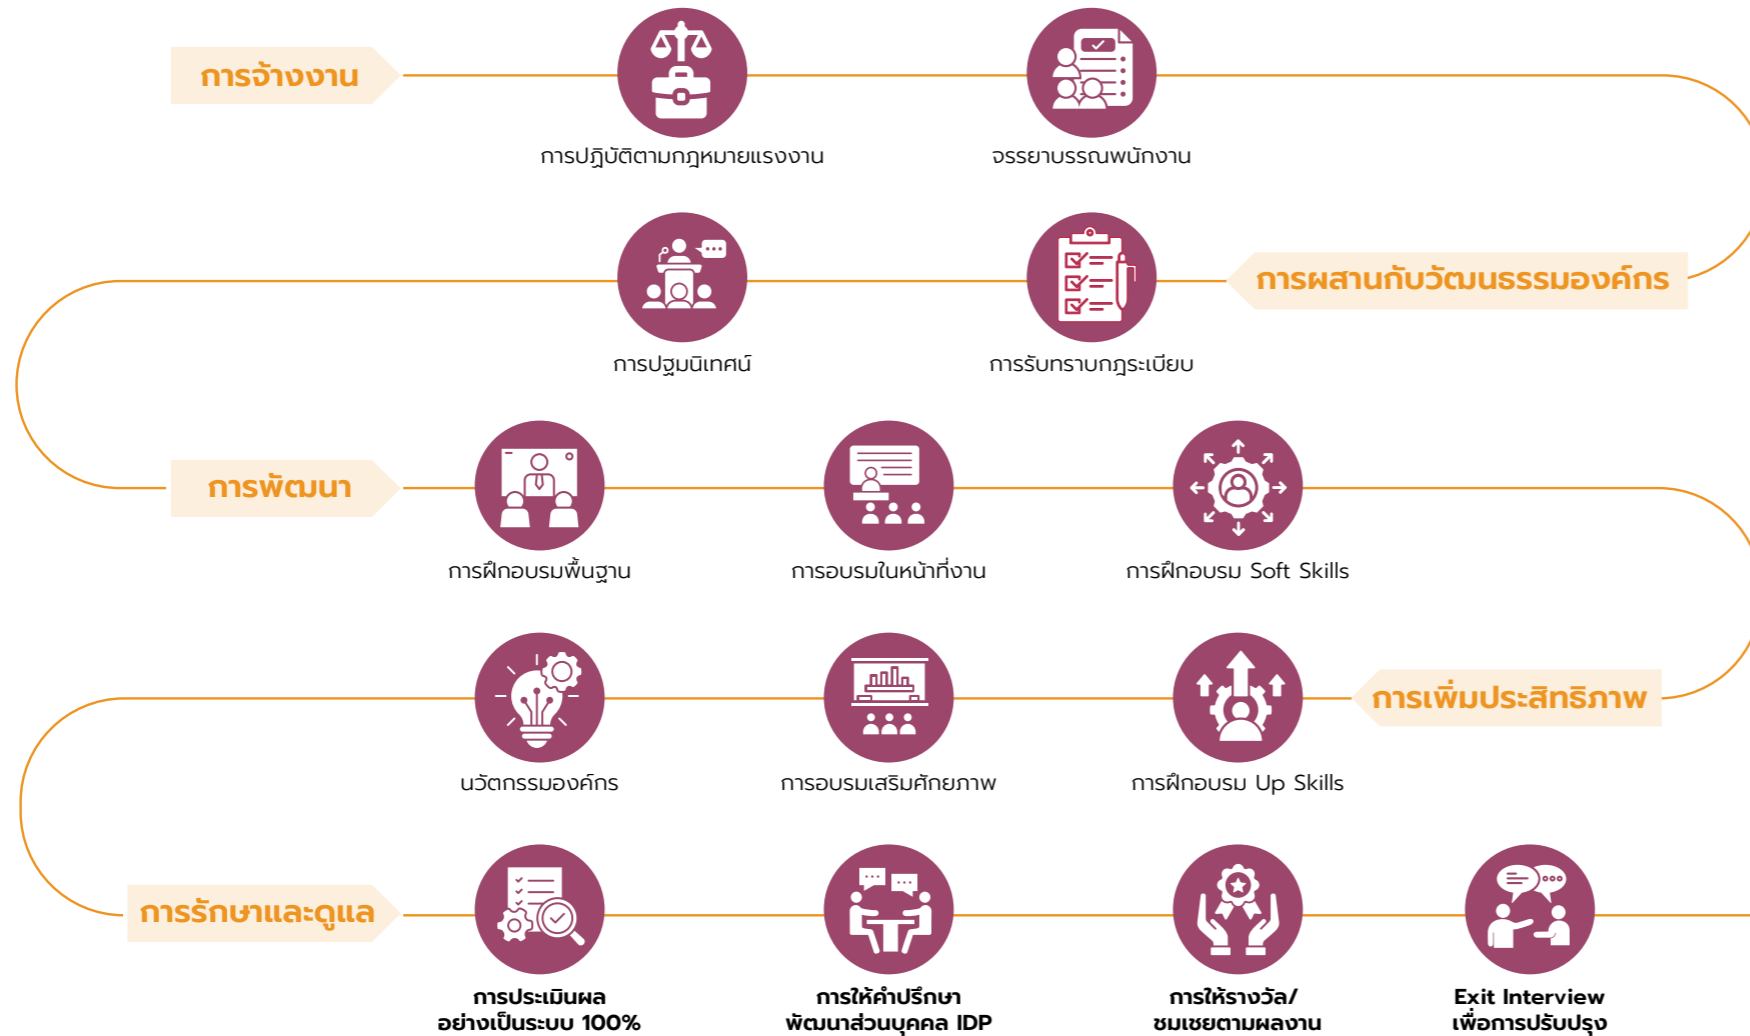 การจ้างงาน
การปฏิบัติตามกฎหมายแรงงาน
จรรยาบรรณพนักงาน
การผสานกับวัฒนธรรมองค์กร
การรับทราบกฎระเบียบ
การปฐมนิเทศน์
การพัฒนา
การฝึกอบรมพื้นฐาน
การอบรมในหน้าที่งาน
การฝึกอบรม Soft Skills
การเพิ่มประสิทธิภาพ
การฝึกอบรม Up Skills
การอบรมเสริมศักยภาพ
นวัตกรรมองค์กร
การรักษาและดูแล
การประเมินผล
อย่างเป็นระบบ 100%
การให้คำปรึกษา
พัฒนาส่วนบุคคล IDP
การให้รางวัล/
ชมเชยตามผลงาน
Exit Interview
เพื่อการปรับปรุง